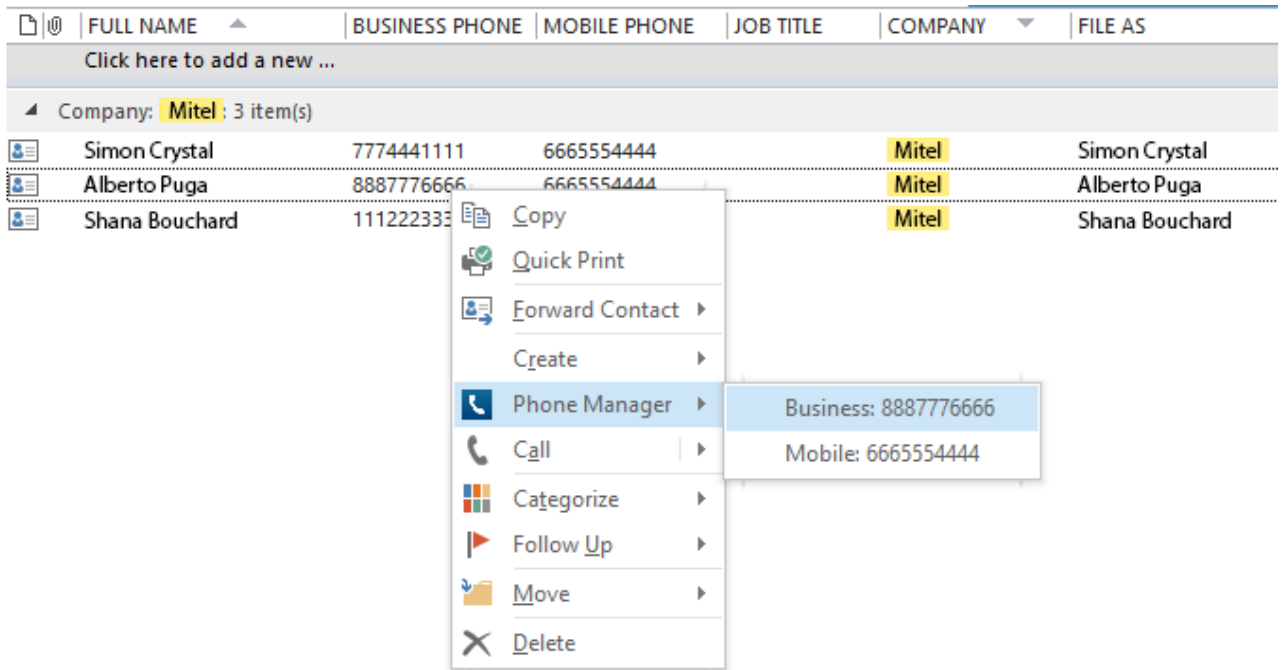 FULL NAME BUSINESS PHONE MOBILE PHONE JOB TITLE COMPANY FILE AS
Click here to add a new ...
Company: Mitel : 3 item(s)
Simon Crystal 7774441111 6665554444 Mitel Simon Crystal
Alberto Puga 8887776666 6665554444 Mitel Alberto Puga
Shana Bouchard 111222333 Mitel Shana Bouchard
Copy
Quick Print
Forward Contact
Create
Phone Manager
Business: 8887776666
Call
Mobile: 6665554444
Categorize
Follow Up
Move
Delete